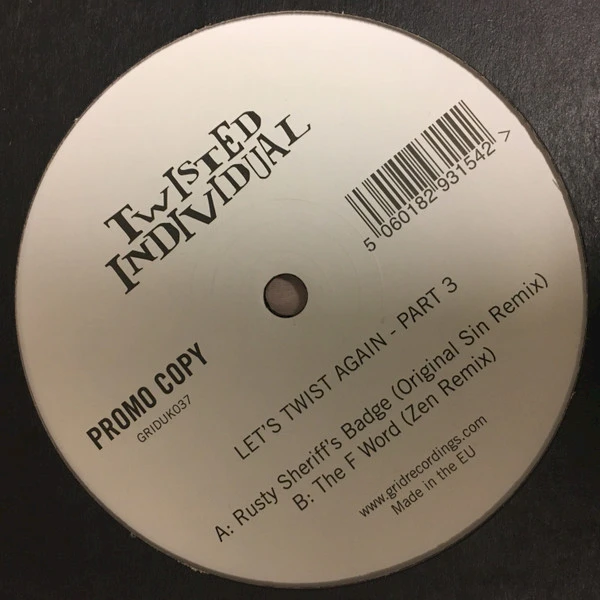 TWISTED
INDIVIDUAL
5 060182 931542 >
PROMO COPY
GRIDUK037
LET'S TWIST AGAIN - PART 3
A: Rusty Sheriff's Badge (Original Sin Remix)
B: The F Word (Zen Remix)
www.gridrecordings.com
Made in the EU